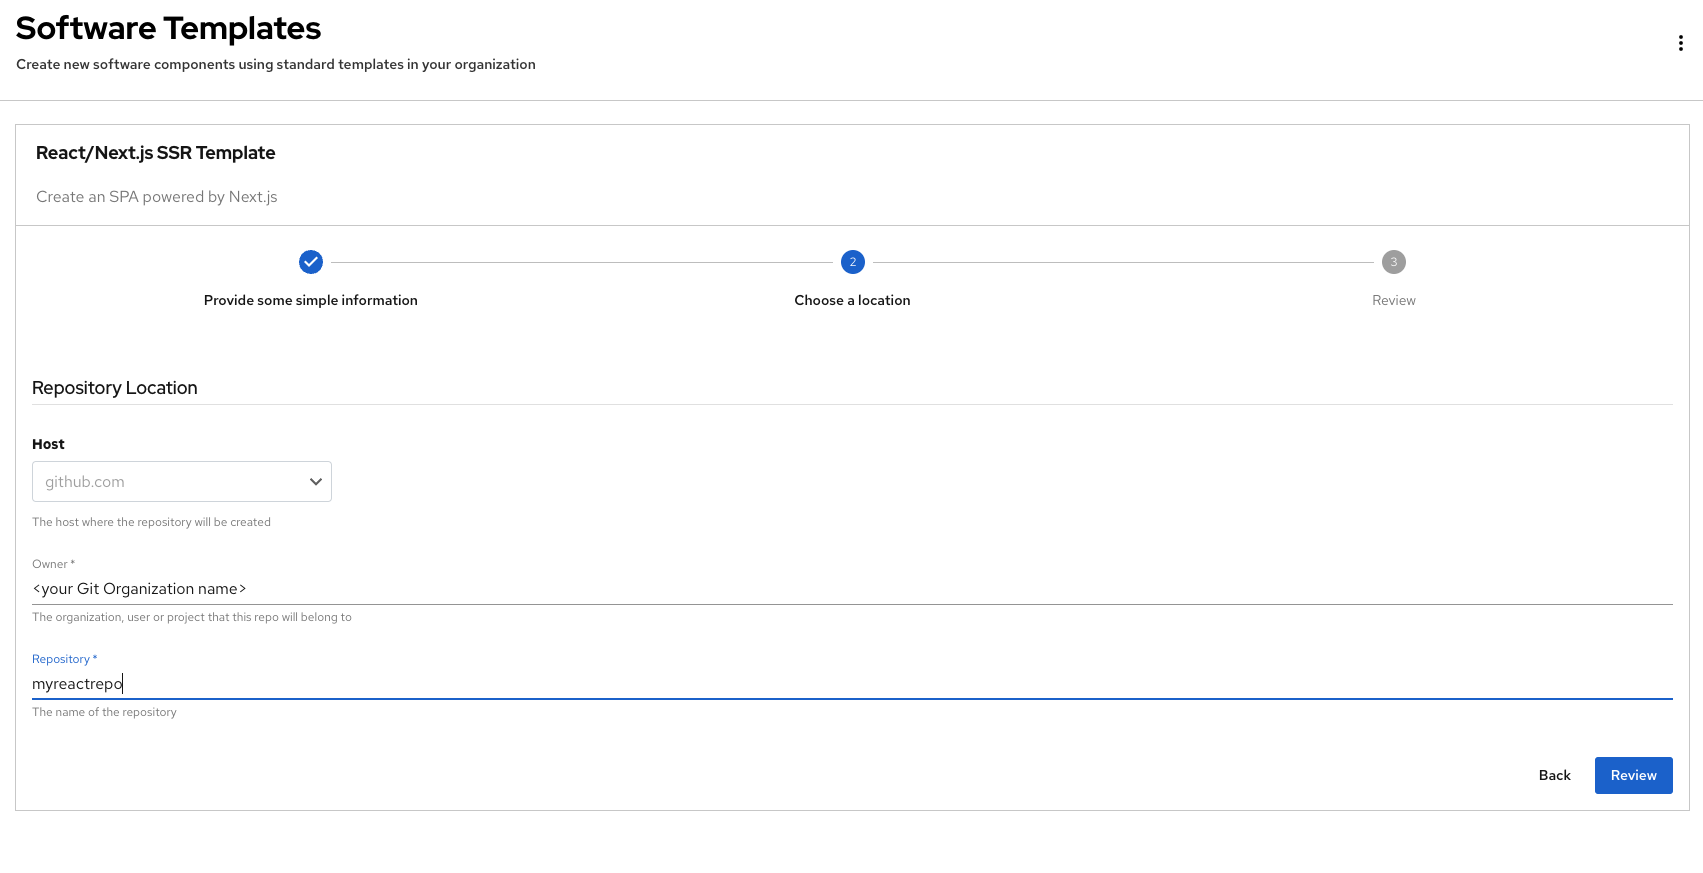 Software Templates
Create new software components using standard templates in your organization
React/Next.js SSR Template
Create an SPA powered by Next.js
2
3
Provide some simple information
Choose a location
Review
Repository Location
Host
github.com
The host where the repository will be created
Owner *
<your Git Organization name>
The organization, user or project that this repo will belong to
Repository *
myreactrepo
The name of the repository
Back
Review